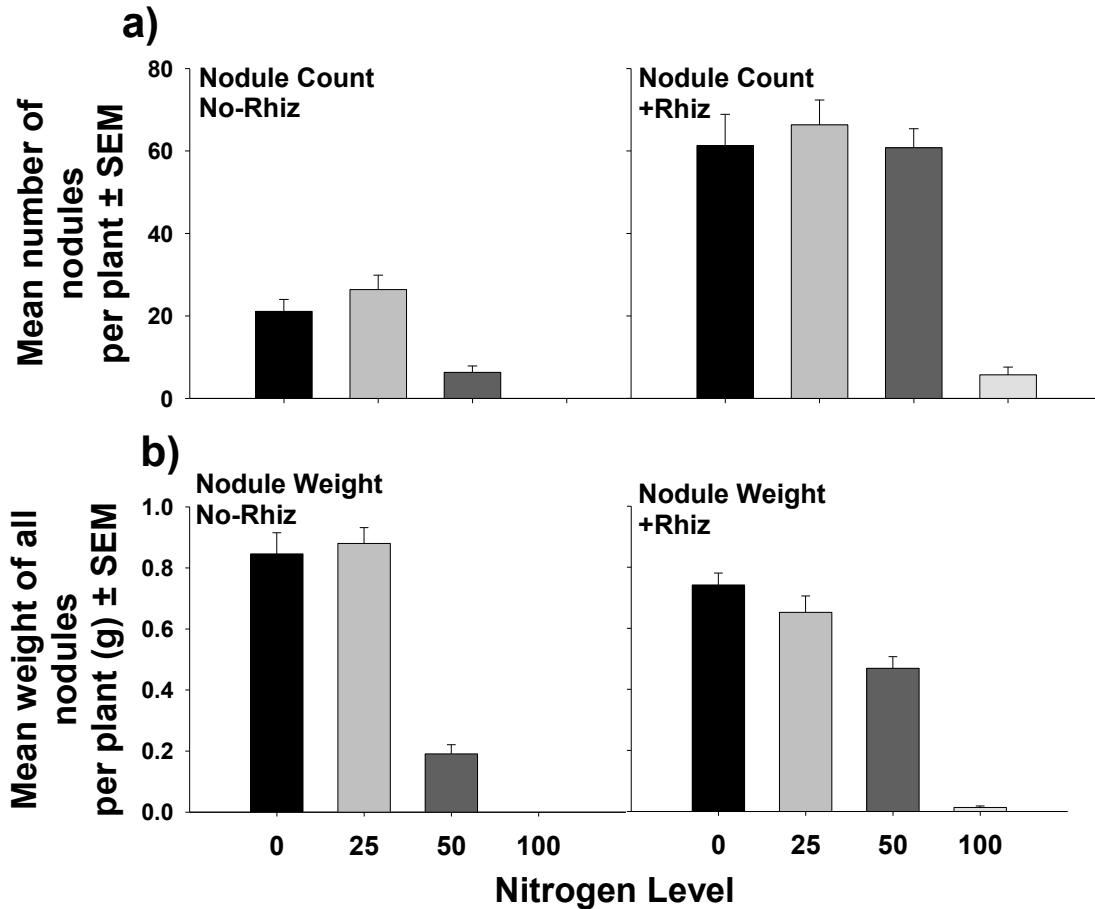 a)
Mean number of
nodules
per plant ± SEM
80
60
40
20
0
Nodule Count
No-Rhiz
Nodule Count
+Rhiz
b)
Mean weight of all
nodules
per plant (g) ± SEM
1.0
0.8
0.6
0.4
0.2
0.0
Nodule Weight
No-Rhiz
Nodule Weight
+Rhiz
0 25 50 100 0 25 50 100
Nitrogen Level